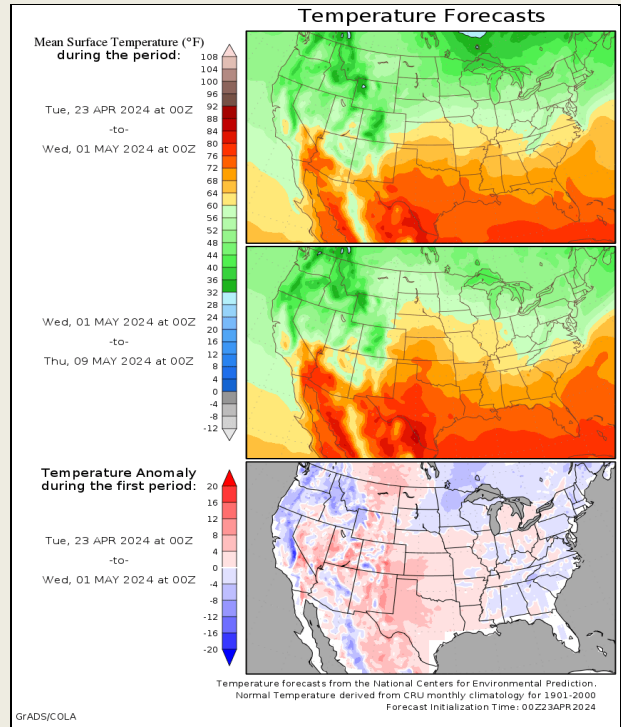 Temperature Forecasts
Mean Surface Temperature (°F)
during the period:
108
104
100
96
92
88
84
80
76
72
68
64
60
56
52
48
44
40
36
32
28
24
20
16
12
8
4
0
-4
-8
-12
Tue, 23 APR 2024 at 00Z
-to-
Wed, 01 MAY 2024 at 00Z
Wed, 01 MAY 2024 at 00Z
-to-
Thu, 09 MAY 2024 at 00Z
Temperature Anomaly
during the first period:
20
16
12
8
4
0
-4
-8
-12
-16
-20
Tue, 23 APR 2024 at 00Z
-to-
Wed, 01 MAY 2024 at 00Z
Temperature forecasts from the National Centers for Environmental Prediction.
Normal Temperature derived from CRU monthly climatology for 1901-2000
Forecast Initialization Time: 00Z23APR2024
GrADS/COLA